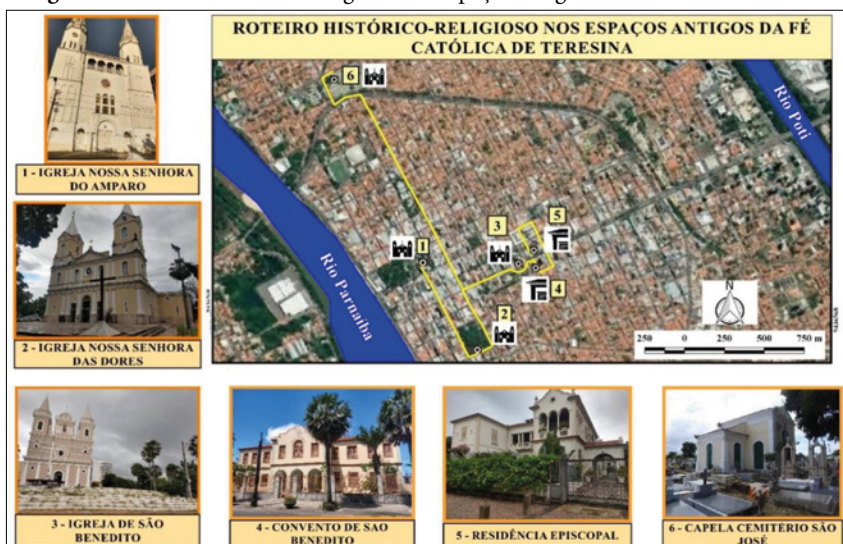 ROTEIRO HISTÓRICO-RELIGIOSO NOS ESPAÇOS ANTIGOS DA FÉ
CATÓLICA DE TERESINA
1 - IGREJA NOSSA SENHORA
DO AMPARO
2 - IGREJA NOSSA SENHORA
DAS DORES
6
5
3
1
4
2
Rio Poti
Rio Parnaíba
N
250 0 250 500 750 m
3 - IGREJA DE SÃO
BENEDITO
4 - CONVENTO DE SAO
BENEDITO
5 - RESIDÊNCIA EPISCOPAL
6 - CAPELA CEMITÉRIO SÃO
JOSÉ